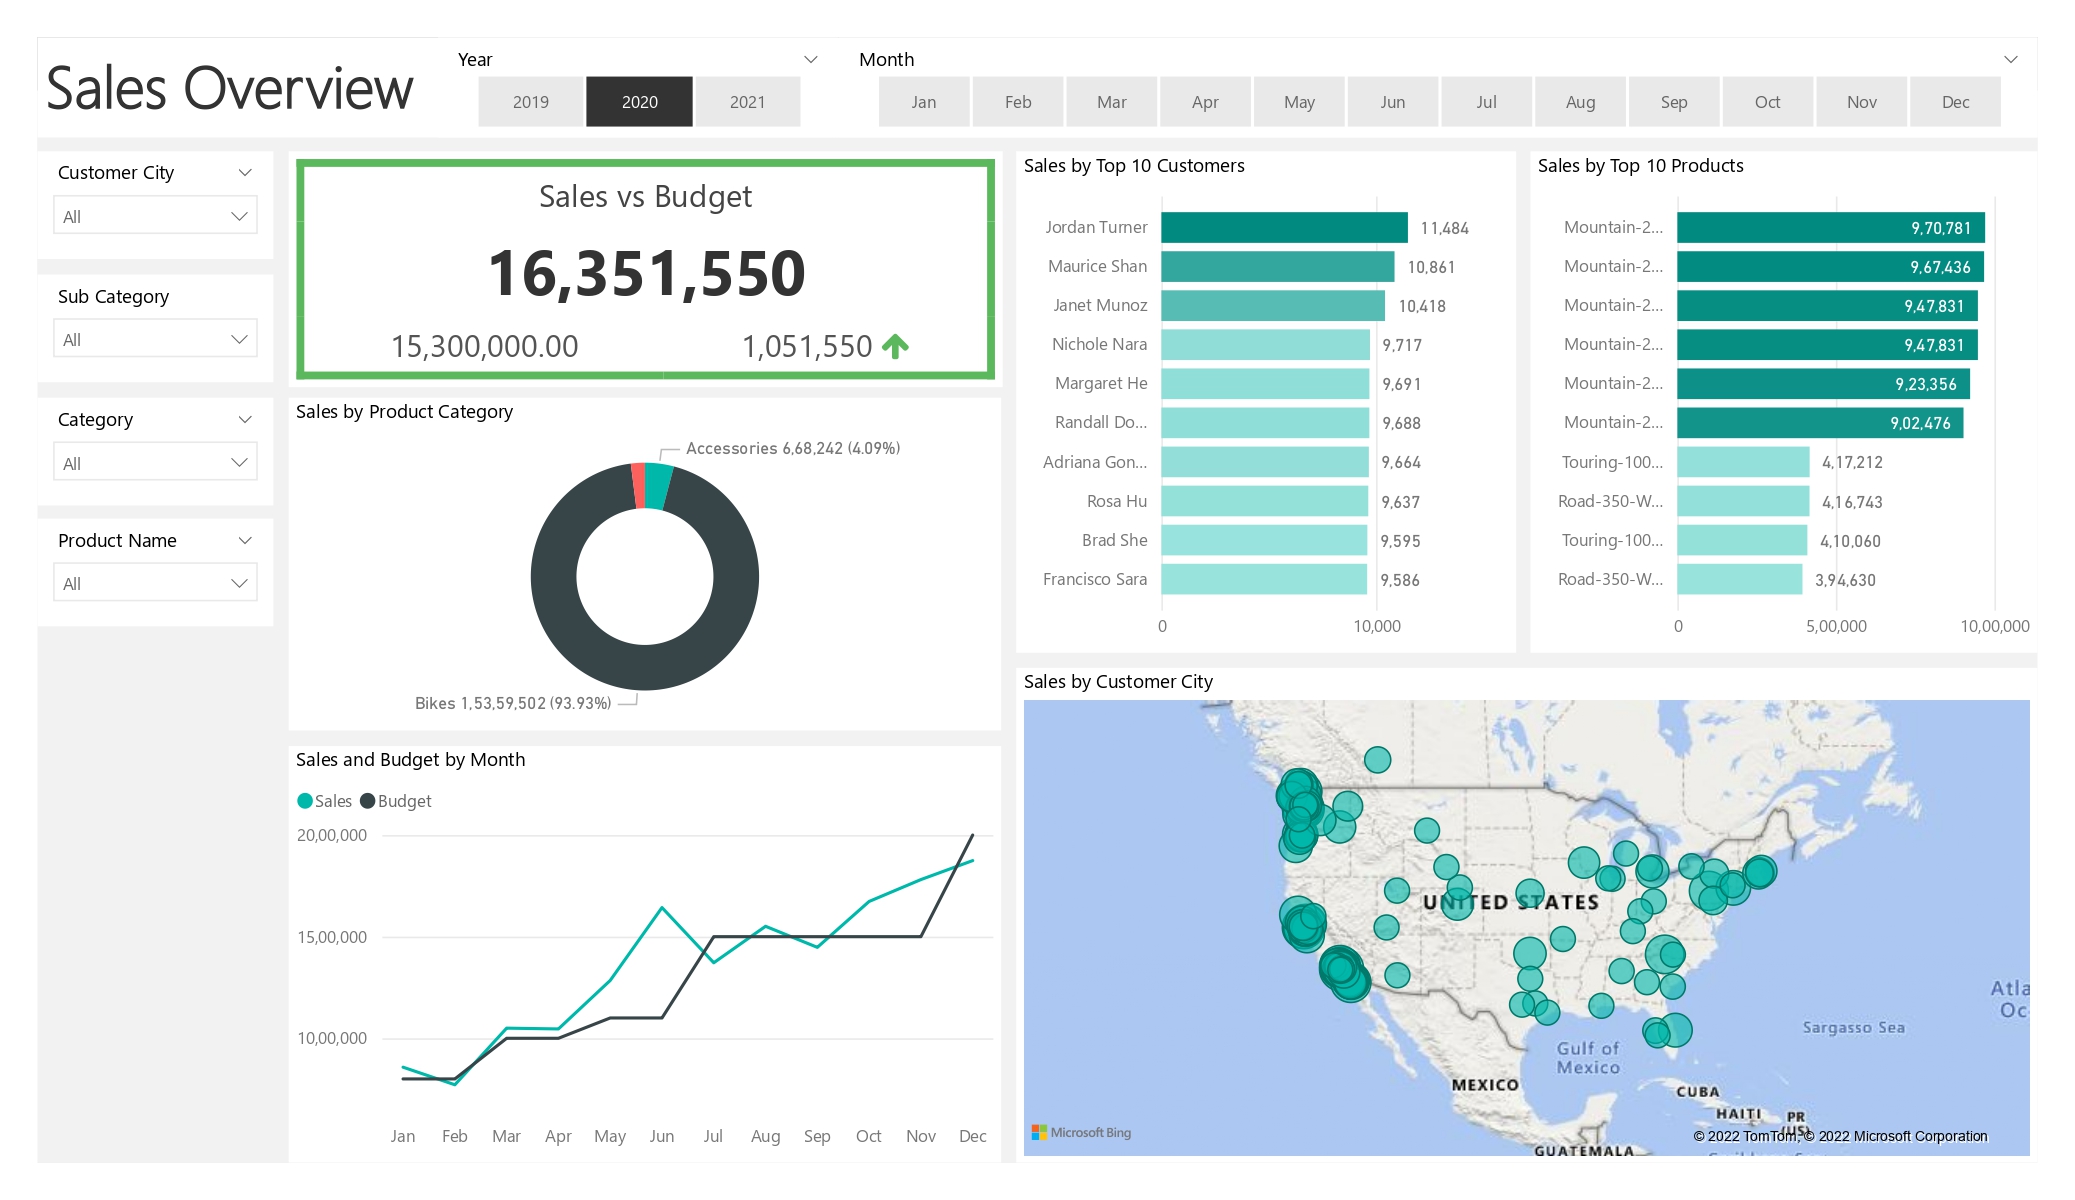 Sales Overview
Year
2019 2020 2021
Month
Jan Feb Mar Apr May Jun Jul Aug Sep Oct Nov Dec
Customer City
All
Sub Category
All
Category
All
Product Name
All
Sales vs Budget
16,351,550
15,300,000.00 1,051,550
Sales by Product Category
Accessories 6,68,242 (4.09%)
Bikes 1,53,59,502 (93.93%)
Sales and Budget by Month
Sales Budget
20,00,000
15,00,000
10,00,000
Jan Feb Mar Apr May Jun Jul Aug Sep Oct Nov Dec
Sales by Top 10 Customers
Jordan Turner 11,484
Maurice Shan 10,861
Janet Munoz 10,418
Nichole Nara 9,717
Margaret He 9,691
Randall Do... 9,688
Adriana Gon... 9,664
Rosa Hu 9,637
Brad She 9,595
Francisco Sara 9,586
0 10,000
Sales by Top 10 Products
Mountain-2... 9,70,781
Mountain-2... 9,67,436
Mountain-2... 9,47,831
Mountain-2... 9,47,831
Mountain-2... 9,23,356
Mountain-2... 9,02,476
Touring-100... 4,17,212
Road-350-W... 4,16,743
Touring-100... 4,10,060
Road-350-W... 3,94,630
0 5,00,000 10,00,000
Sales by Customer City
UNITED STATES
Atla
Oc
Sargasso Sea
Gulf of
Mexico
MEXICO
CUBA
HAITI
PR
(US)
Microsoft Bing
© 2022 TomTom, © 2022 Microsoft Corporation
GUATEMALA